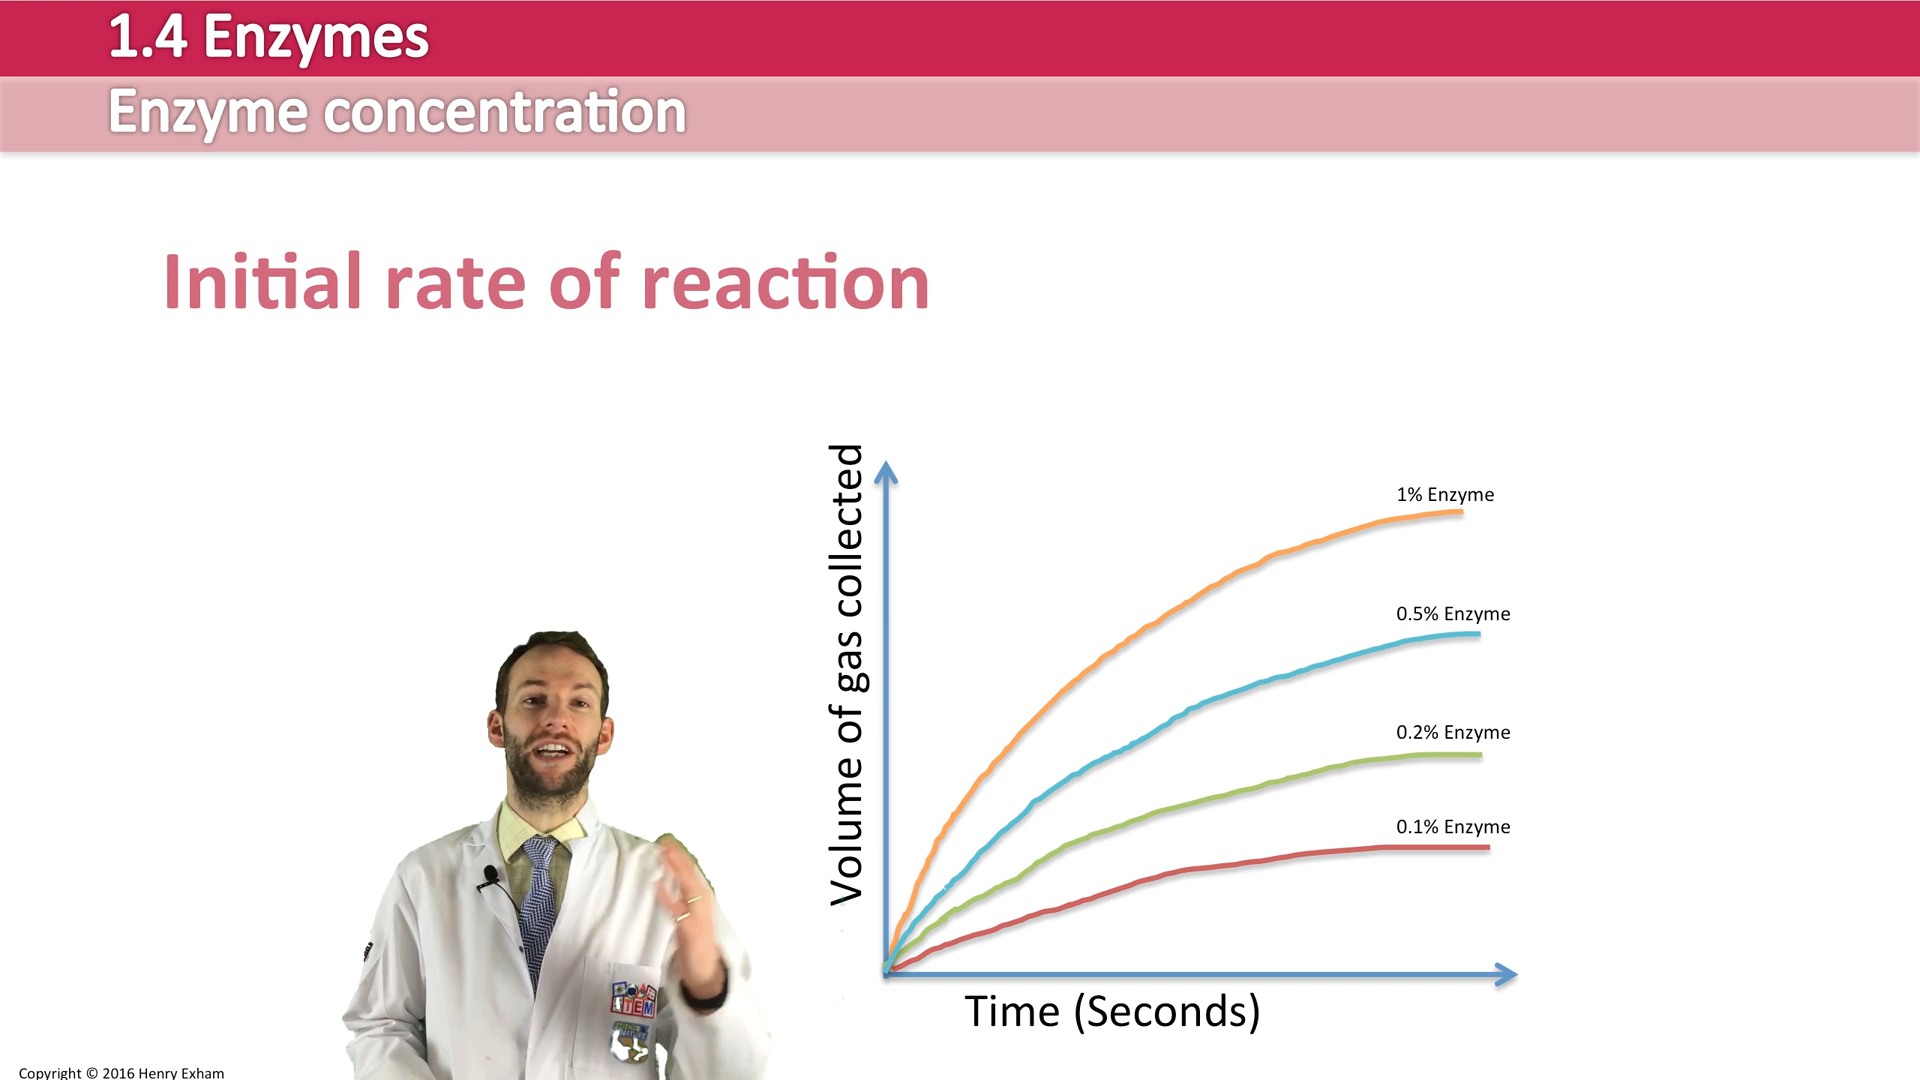 1.4 Enzymes
Enzyme concentration
Initial rate of reaction
Volume of gas collected
1% Enzyme
0.5% Enzyme
0.2% Enzyme
0.1% Enzyme
Time (Seconds)
STEM
Copyright © 2016 Henry Exham